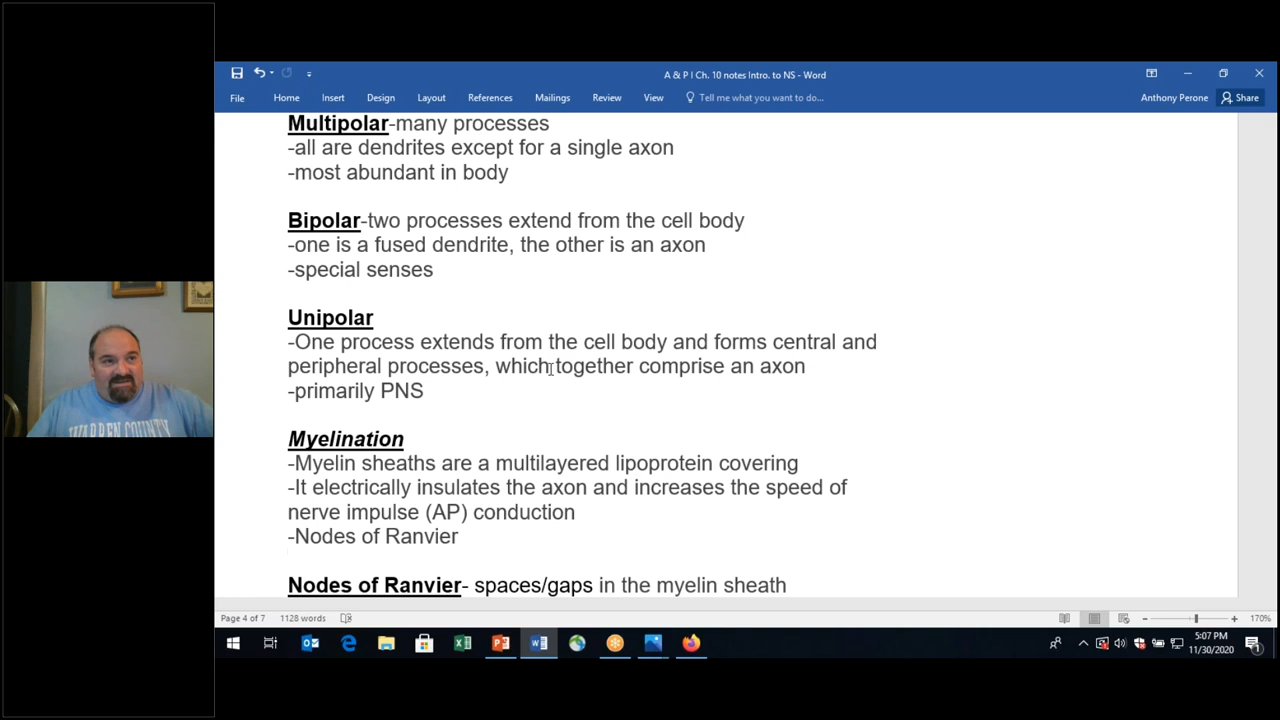 A & P I Ch. 10 notes Intro. to NS - Word
File Home Insert Design Layout References Mailings Review View Tell me what you want to do... Anthony Perone Share
Multipolar-many processes
-all are dendrites except for a single axon
-most abundant in body
Bipolar-two processes extend from the cell body
-one is a fused dendrite, the other is an axon
-special senses
Unipolar
-One process extends from the cell body and forms central and
peripheral processes, which together comprise an axon
-primarily PNS
WARREN COUNTY
Myelination
-Myelin sheaths are a multilayered lipoprotein covering
-It electrically insulates the axon and increases the speed of
nerve impulse (AP) conduction
-Nodes of Ranvier
Nodes of Ranvier- spaces/gaps in the myelin sheath
Page 4 of 7 1128 words 170%
5:07 PM
11/30/2020